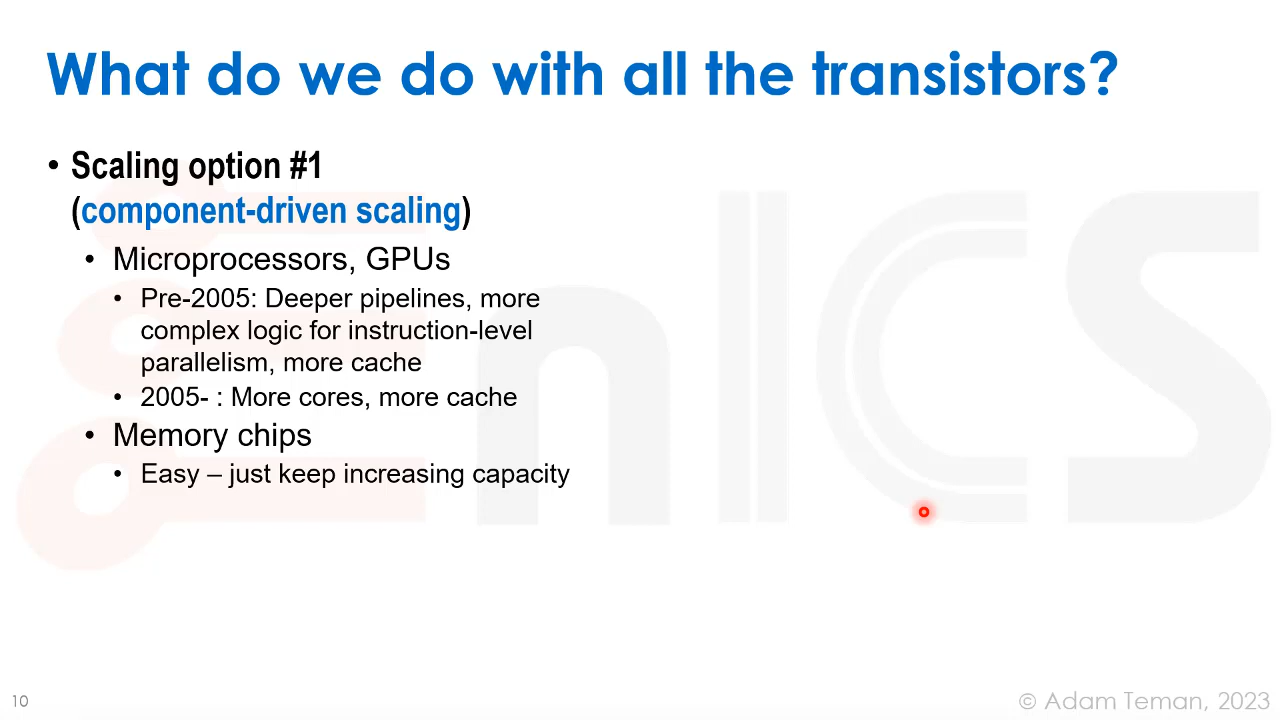 What do we do with all the transistors?
• Scaling option #1
(component-driven scaling)
• Microprocessors, GPUs
• Pre-2005: Deeper pipelines, more
complex logic for instruction-level
parallelism, more cache
• 2005- : More cores, more cache
• Memory chips
• Easy – just keep increasing capacity
EnICS
10
© Adam Teman, 2023